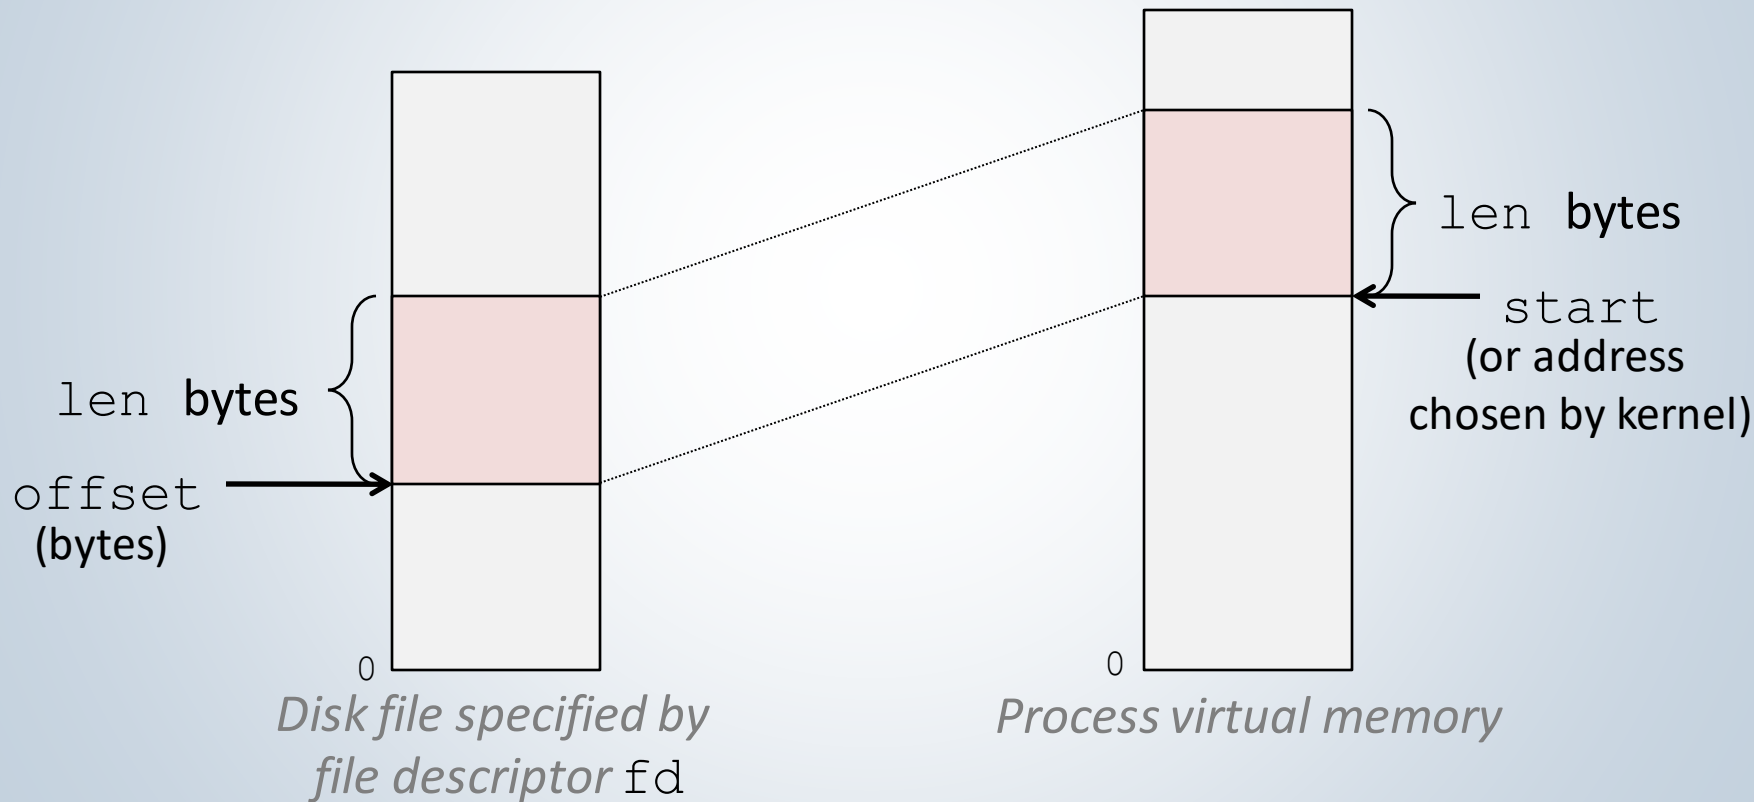 len bytes
offset
(bytes)
0
Disk file specified by
file descriptor fd
len bytes
start
(or address
chosen by kernel)
0
Process virtual memory